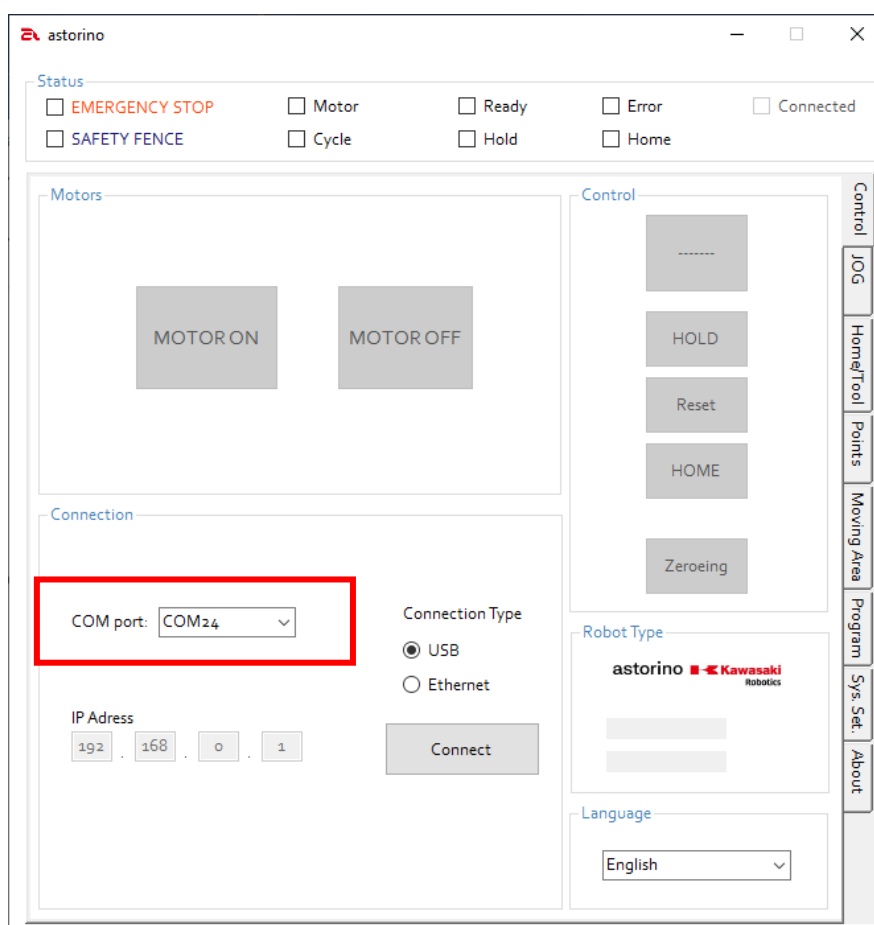 astorino
Status
EMERGENCY STOP Motor Ready Error Connected
SAFETY FENCE Cycle Hold Home
Motors
MOTOR ON MOTOR OFF
Control
-------
HOLD
Reset
HOME
Zeroeing
Connection
COM port: COM24
Connection Type
USB
Ethernet
IP Adress
192 . 168 . 0 . 1
Connect
Robot Type
astorino Kawasaki
Robotics
Language
English
Control
JOG
Home/Tool
Points
Moving Area
Program
Sys. Set.
About